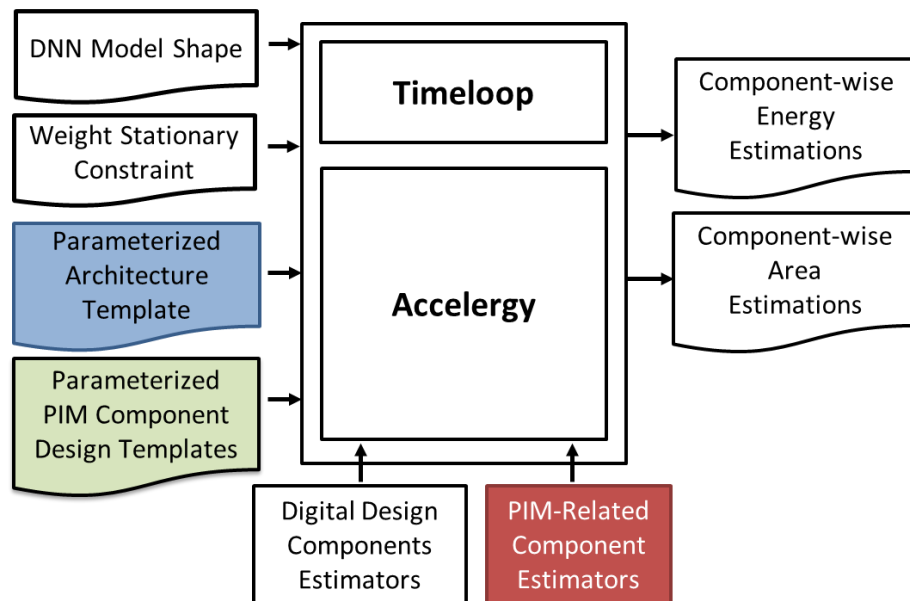 DNN Model Shape
Weight Stationary
Constraint
Parameterized
Architecture
Template
Parameterized
PIM Component
Design Templates
Timeloop
Accelergy
Component-wise
Energy
Estimations
Component-wise
Area
Estimations
Digital Design
Components
Estimators
PIM-Related
Component
Estimators